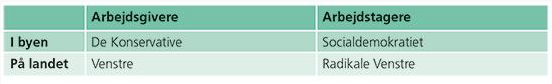 Arbejdsgivere Arbejdstagere
I byen De Konservative Socialdemokratiet
På landet Venstre Radikale Venstre